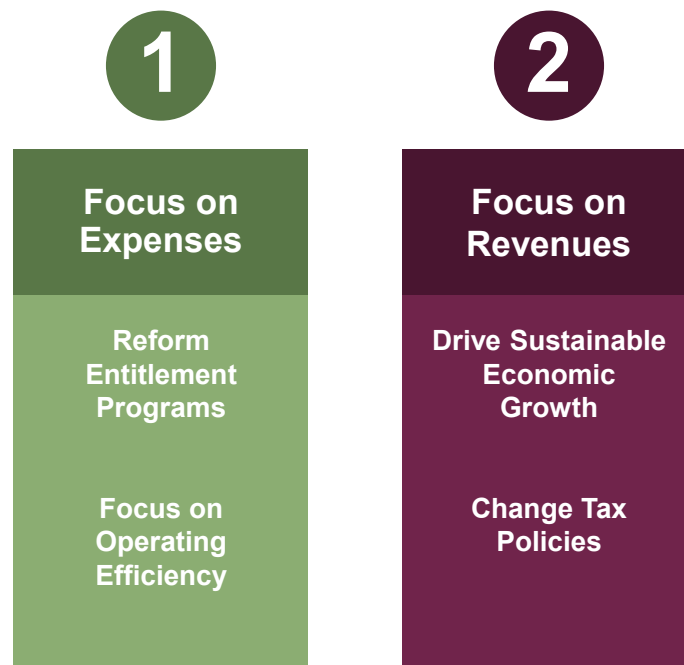 1
Focus on
Expenses
Reform
Entitlement
Programs
Focus on
Operating
Efficiency
2
Focus on
Revenues
Drive Sustainable
Economic
Growth
Change Tax
Policies